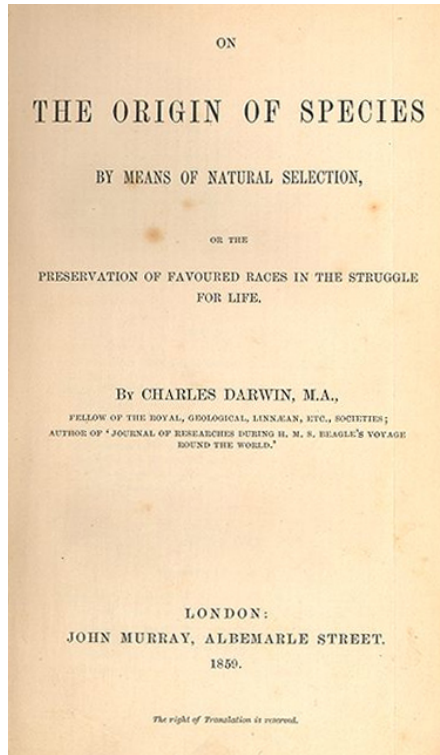 ON
THE ORIGIN OF SPECIES
BY MEANS OF NATURAL SELECTION,
OR THE
PRESERVATION OF FAVOURED RACES IN THE STRUGGLE
FOR LIFE.
BY CHARLES DARWIN, M.A.,
FELLOW OF THE ROYAL, GEOLOGICAL, LINNÆAN, ETC., SOCIETIES;
AUTHOR OF 'JOURNAL OF RESEARCHES DURING H. M. S. BEAGLE'S VOYAGE
ROUND THE WORLD.'
LONDON:
JOHN MURRAY, ALBEMARLE STREET.
1859.
The right of Translation is reserved.